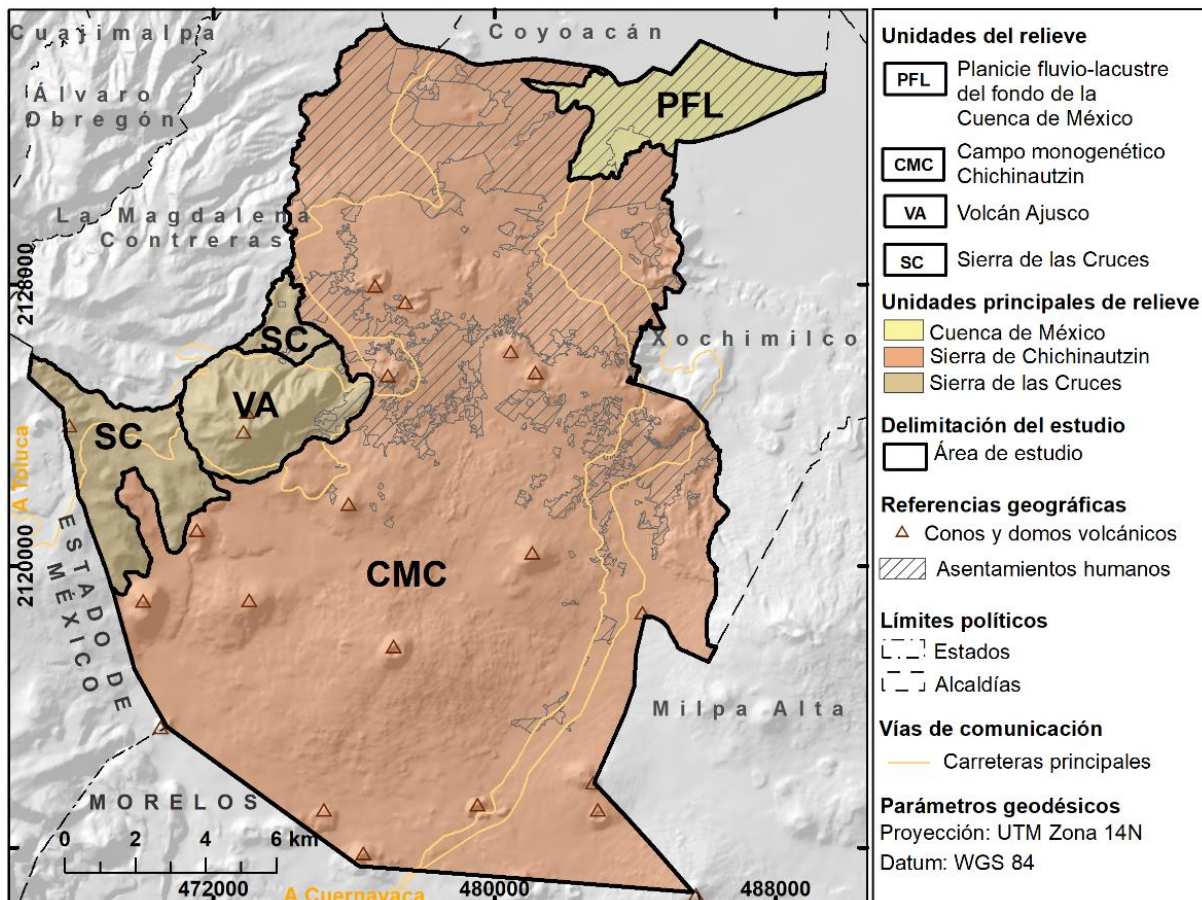 Cuajimalpa
Coyoacán
Álvaro
Obregón
PFL
La Magdalena
Contreras
2128000
SC
Xochimilco
VA
SC
A Toluca
ESTADO DE
MÉXICO
2120000
CMC
Milpa Alta
MORELOS
0 2 4 6 km
472000 480000 488000
A Cuernavaca
Unidades del relieve
PFL Planicie fluvio-lacustre
del fondo de la
Cuenca de México
CMC Campo monogenético
Chichinautzin
VA Volcán Ajusco
SC Sierra de las Cruces
Unidades principales de relieve
Cuenca de México
Sierra de Chichinautzin
Sierra de las Cruces
Delimitación del estudio
Área de estudio
Referencias geográficas
Conos y domos volcánicos
Asentamientos humanos
Límites políticos
Estados
Alcaldías
Vías de comunicación
Carreteras principales
Parámetros geodésicos
Proyección: UTM Zona 14N
Datum: WGS 84